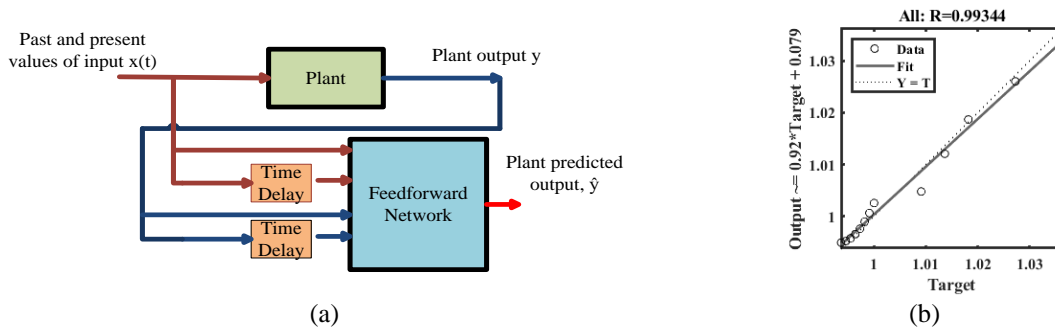 Past and present
values of input x(t)
Plant
Plant output y
Time
Delay
Time
Delay
Feedforward
Network
Plant predicted
output, ŷ
(a)
All: R=0.99344
Output ~= 0.92*Target + 0.079
1.03
1.02
1.01
1
Data
Fit
Y = T
1
1.01
1.02
1.03
Target
(b)